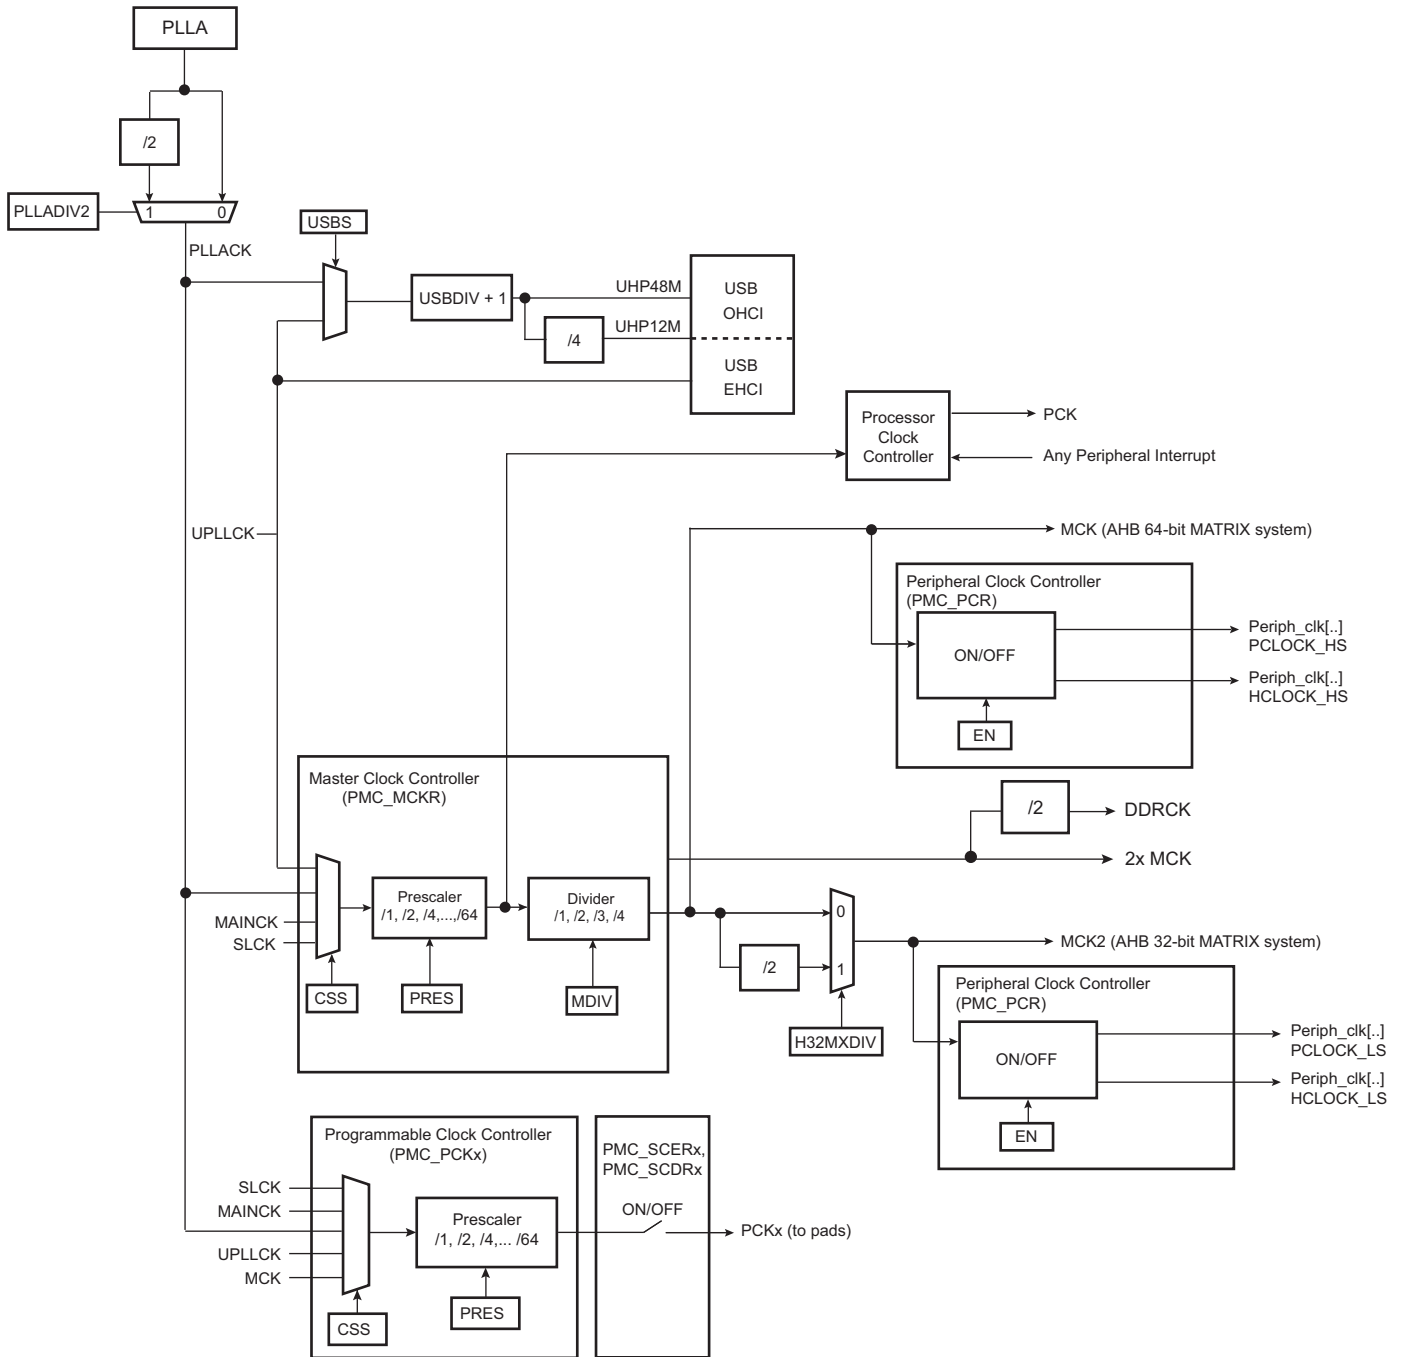 PLLA
/2
PLLADIV2
1
0
PLLACK
USBS
USBDIV + 1
UHP48M
/4
UHP12M
USB
OHCI
USB
EHCI
Processor
Clock
Controller
PCK
Any Peripheral Interrupt
UPLLCK
MCK (AHB 64-bit MATRIX system)
Peripheral Clock Controller
(PMC_PCR)
ON/OFF
EN
Periph_clk[..]
PCLOCK_HS
Periph_clk[..]
HCLOCK_HS
Master Clock Controller
(PMC_MCKR)
/2
DDRCK
2x MCK
MAINCK
SLCK
Prescaler
/1, /2, /4,...,/64
Divider
/1, /2, /3, /4
CSS
PRES
MDIV
0
/2
1
H32MXDIV
MCK2 (AHB 32-bit MATRIX system)
Peripheral Clock Controller
(PMC_PCR)
ON/OFF
EN
Periph_clk[..]
PCLOCK_LS
Periph_clk[..]
HCLOCK_LS
Programmable Clock Controller
(PMC_PCKx)
SLCK
MAINCK
UPLLCK
MCK
Prescaler
/1, /2, /4,... /64
CSS
PRES
PMC_SCERx,
PMC_SCDRx
ON/OFF
PCKx (to pads)